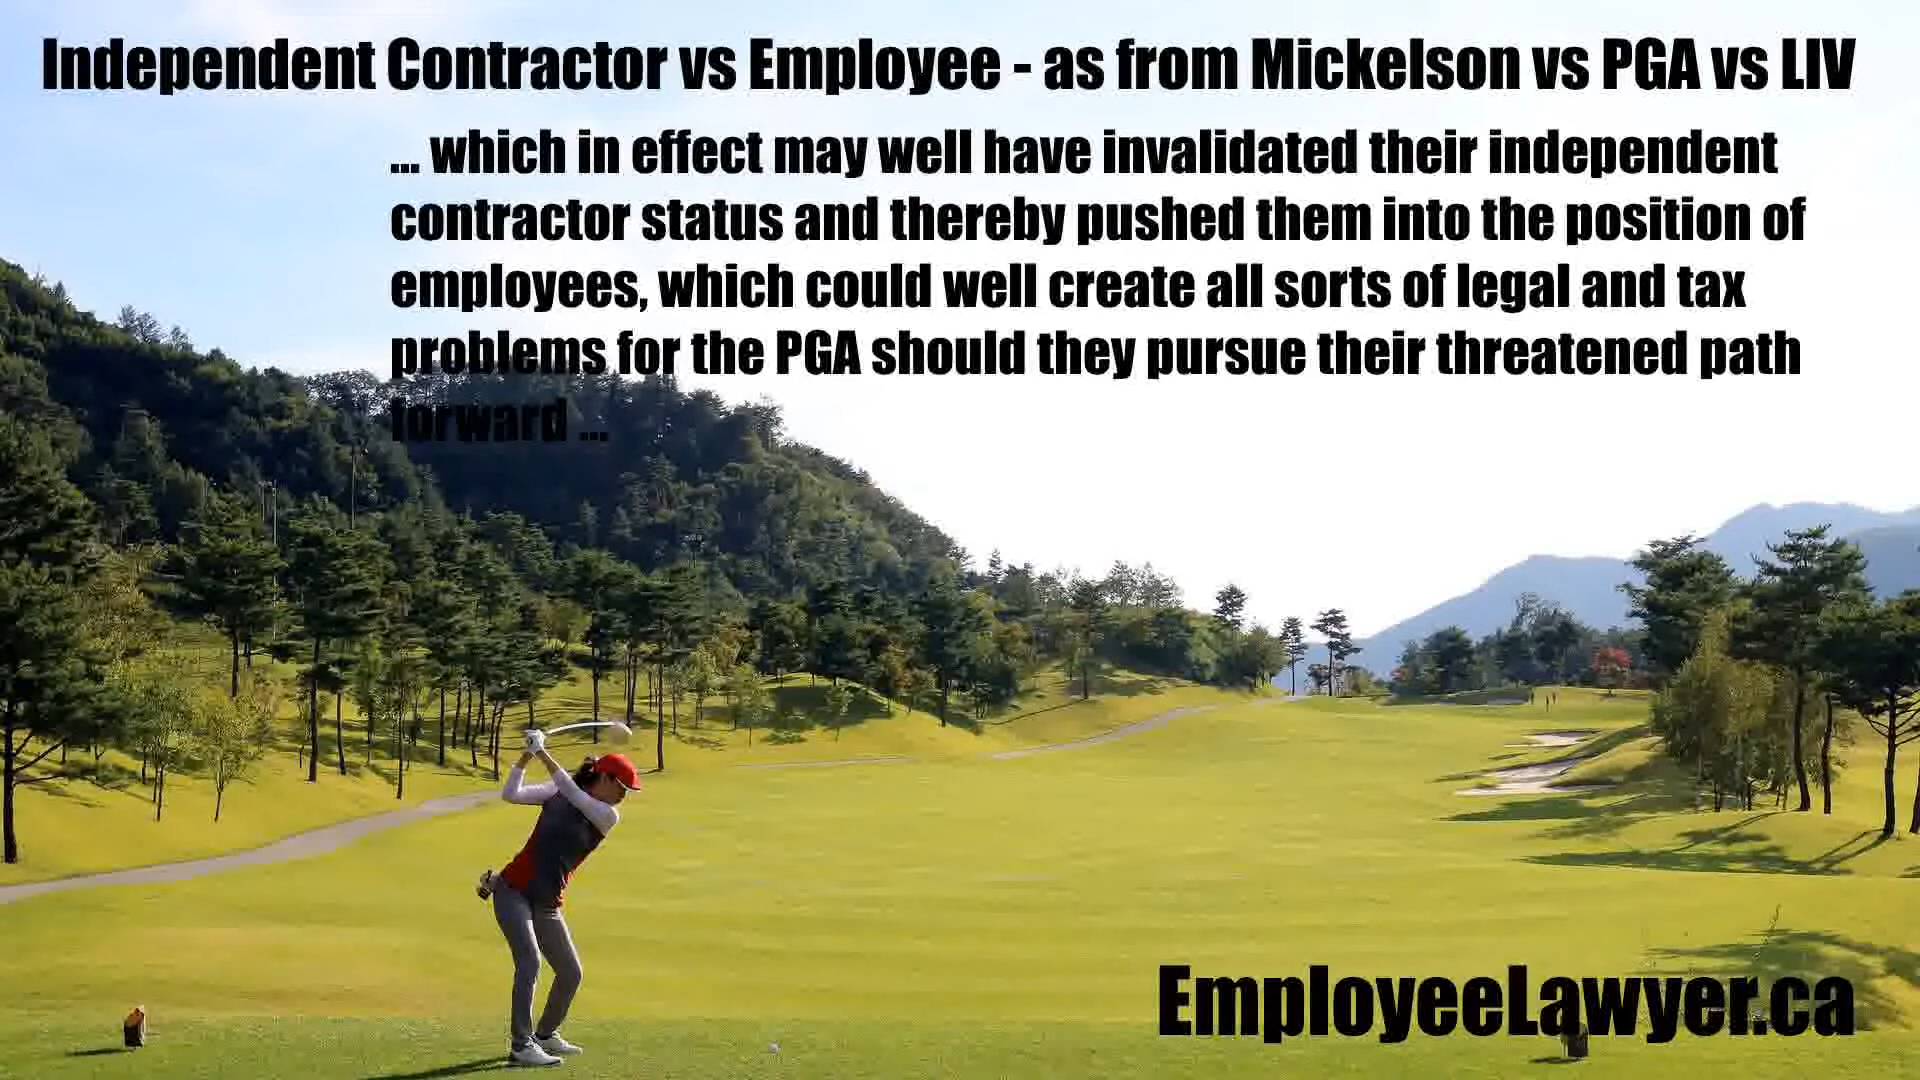 Independent Contractor vs Employee - as from Mickelson vs PGA vs LIV
... which in effect may well have invalidated their independent
contractor status and thereby pushed them into the position of
employees, which could well create all sorts of legal and tax
problems for the PGA should they pursue their threatened path
forward ...
EmployeeLawyer.ca